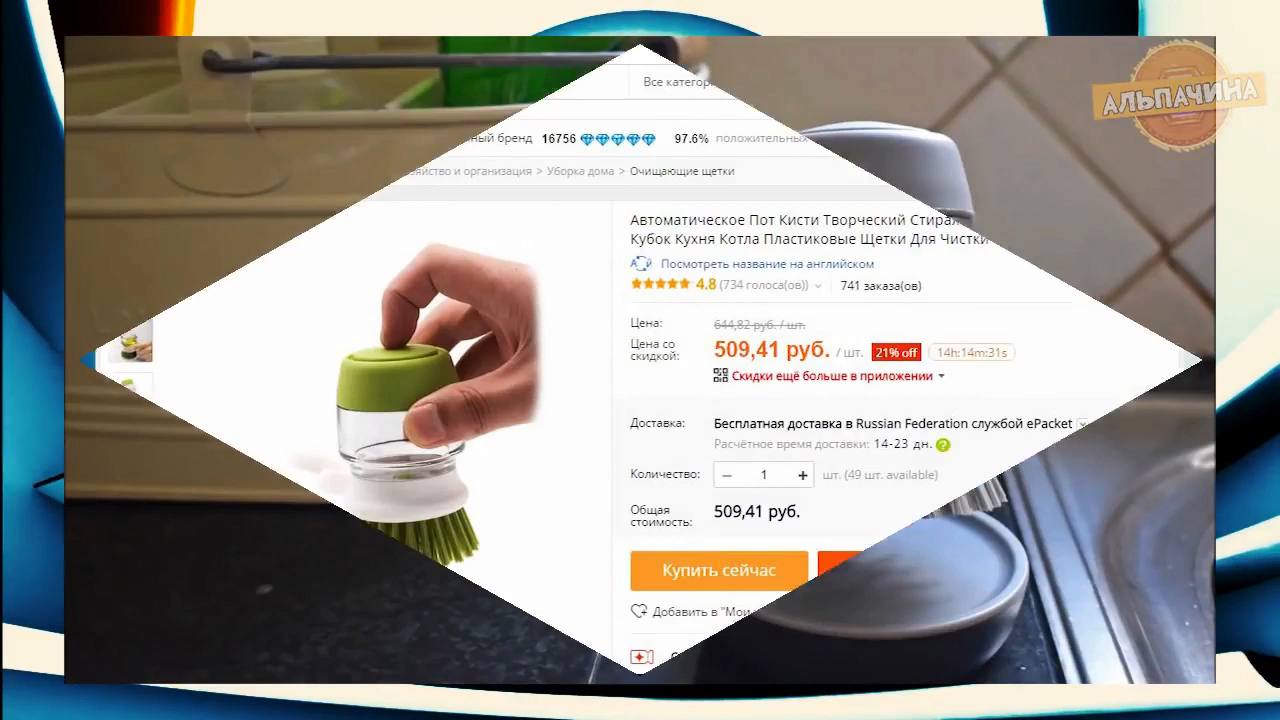 Все категор
АЛЬПАЧИНА
ный бренд 16756 97.6% положительных
яйство и организация > Уборка дома > Очищающие щетки
Автоматическое Пот Кисти Творческий Стирал
Кубок Кухня Котла Пластиковые Щетки Для Чистки
Посмотреть название на английском
4.8 (734 голоса(ов)) 741 заказа(ов)
Цена: 644,82 руб. / шт.
Цена со скидкой: 509,41 руб. / шт. 21% off 14h:14m:31s
Скидки ещё больше в приложении
Доставка: Бесплатная доставка в Russian Federation службой ePacket
Расчётное время доставки: 14-23 дн. ?
Количество: − 1 + шт. (49 шт. available)
Общая стоимость: 509,41 руб.
Купить сейчас
Добавить в "Мои